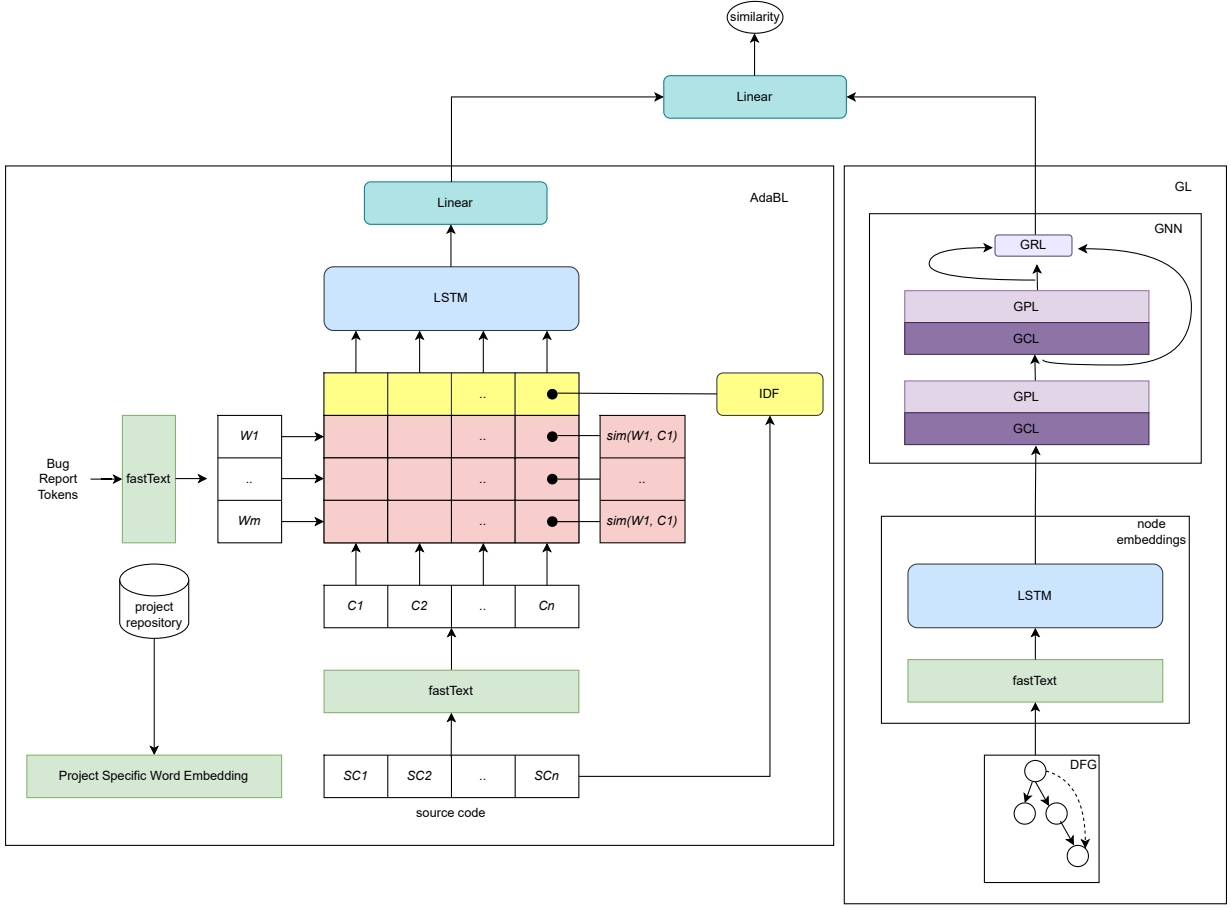 similarity
Linear
AdaBL
GL
Linear
GNN
GRL
LSTM
GPL
GCL
..
IDF
GPL
GCL
Bug
Report
Tokens
fastText
W1
..
Wm
..
..
..
sim(W1, C1)
..
sim(W1, C1)
node
embeddings
LSTM
fastText
project
repository
C1
C2
..
Cn
fastText
Project Specific Word Embedding
SC1
SC2
..
SCn
source code
DFG